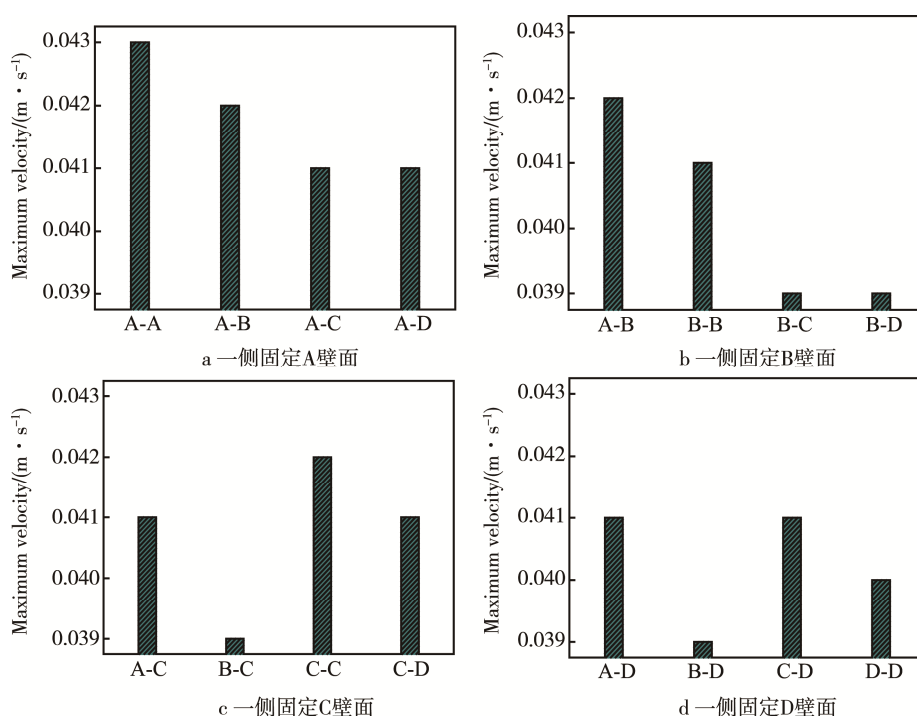 Maximum velocity/(m·s⁻¹)
0.043
0.042
0.041
0.040
0.039
A-A A-B A-C A-D
a 一侧固定A壁面
Maximum velocity/(m·s⁻¹)
0.043
0.042
0.041
0.040
0.039
A-B B-B B-C B-D
b 一侧固定B壁面
Maximum velocity/(m·s⁻¹)
0.043
0.042
0.041
0.040
0.039
A-C B-C C-C C-D
c 一侧固定C壁面
Maximum velocity/(m·s⁻¹)
0.043
0.042
0.041
0.040
0.039
A-D B-D C-D D-D
d 一侧固定D壁面